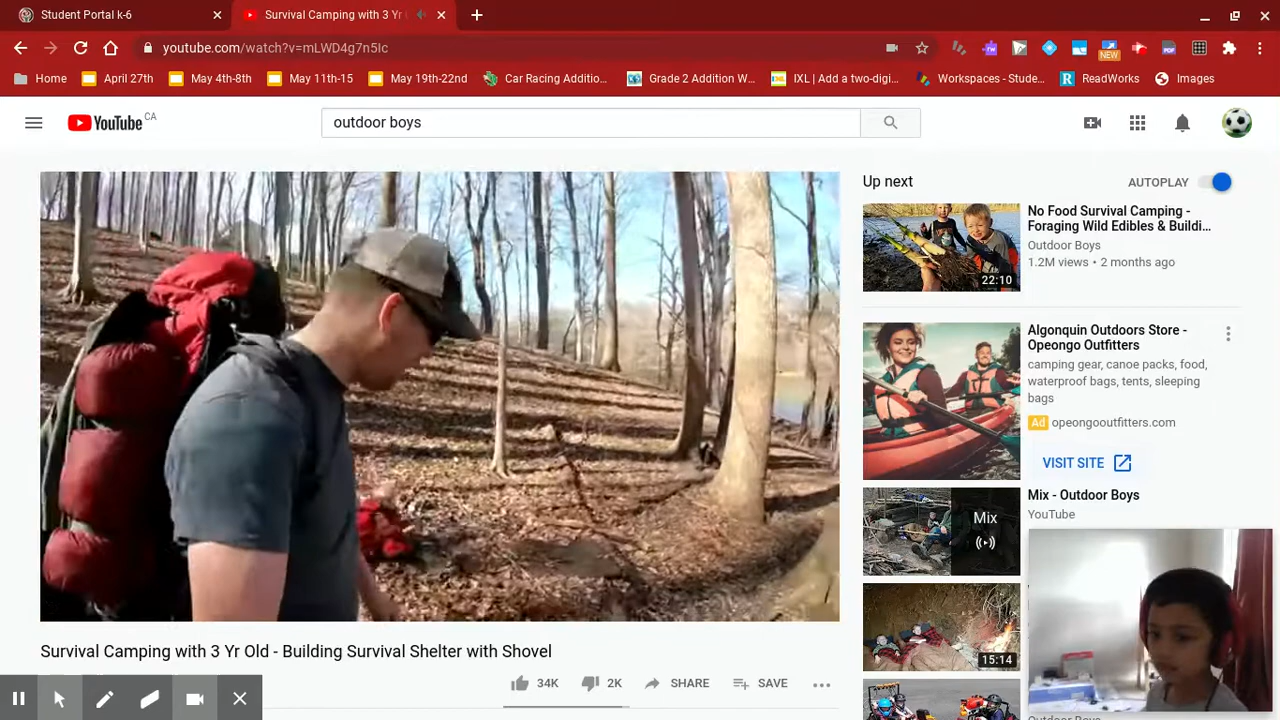 Student Portal k-6
Survival Camping with 3 Yr
youtube.com/watch?v=mLWD4g7n5Ic
NEW
PDF
Home
April 27th
May 4th-8th
May 11th-15
May 19th-22nd
Car Racing Additio...
Grade 2 Addition W...
IXL | Add a two-digi...
Workspaces - Stude...
ReadWorks
Images
YouTube CA
outdoor boys
Up next
AUTOPLAY
No Food Survival Camping -
Foraging Wild Edibles & Buildi...
Outdoor Boys
1.2M views • 2 months ago
22:10
Algonquin Outdoors Store -
Opeongo Outfitters
camping gear, canoe packs, food,
waterproof bags, tents, sleeping
bags
Ad opeongooutfitters.com
VISIT SITE
Mix - Outdoor Boys
YouTube
Mix
15:14
Survival Camping with 3 Yr Old - Building Survival Shelter with Shovel
34K
2K
SHARE
SAVE
Outdoor Boys